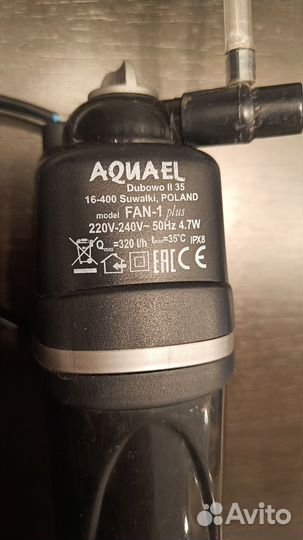 AQUAEL
Dubowo II 35
16-400 Suwałki, POLAND
model FAN-1 plus
220V-240V~ 50Hz 4.7W
Qmax=320 l/h tmax=35°C IPX8
EAC CE
Avito